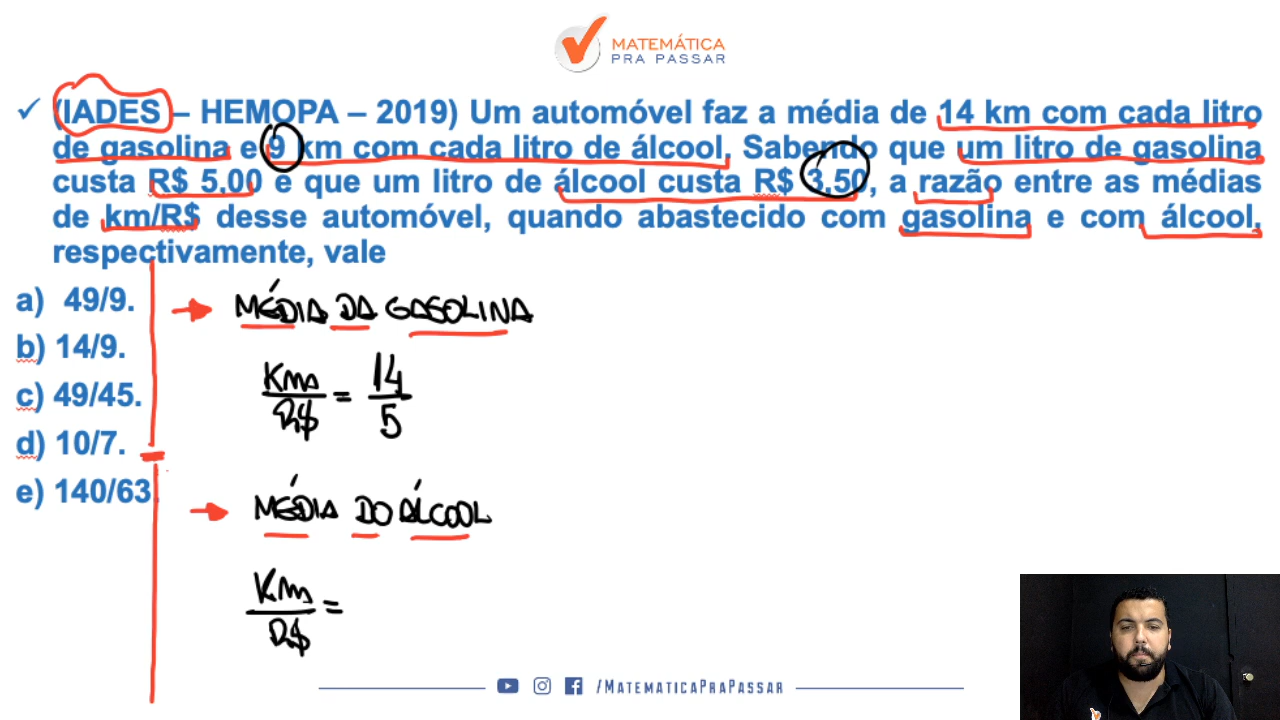 MATEMÁTICA
PRA PASSAR
✓ (IADES – HEMOPA – 2019) Um automóvel faz a média de 14 km com cada litro
de gasolina e 9 km com cada litro de álcool. Sabendo que um litro de gasolina
custa R$ 5,00 e que um litro de álcool custa R$ 3,50, a razão entre as médias
de km/R$ desse automóvel, quando abastecido com gasolina e com álcool,
respectivamente, vale
a) 49/9.
b) 14/9.
c) 49/45.
d) 10/7.
e) 140/63.
MÉDIA DA GASOLINA
Km/R$ = 14/5
MÉDIA DO ÁLCOOL
Km/R$ =
/MATEMATICAPRAPASSAR